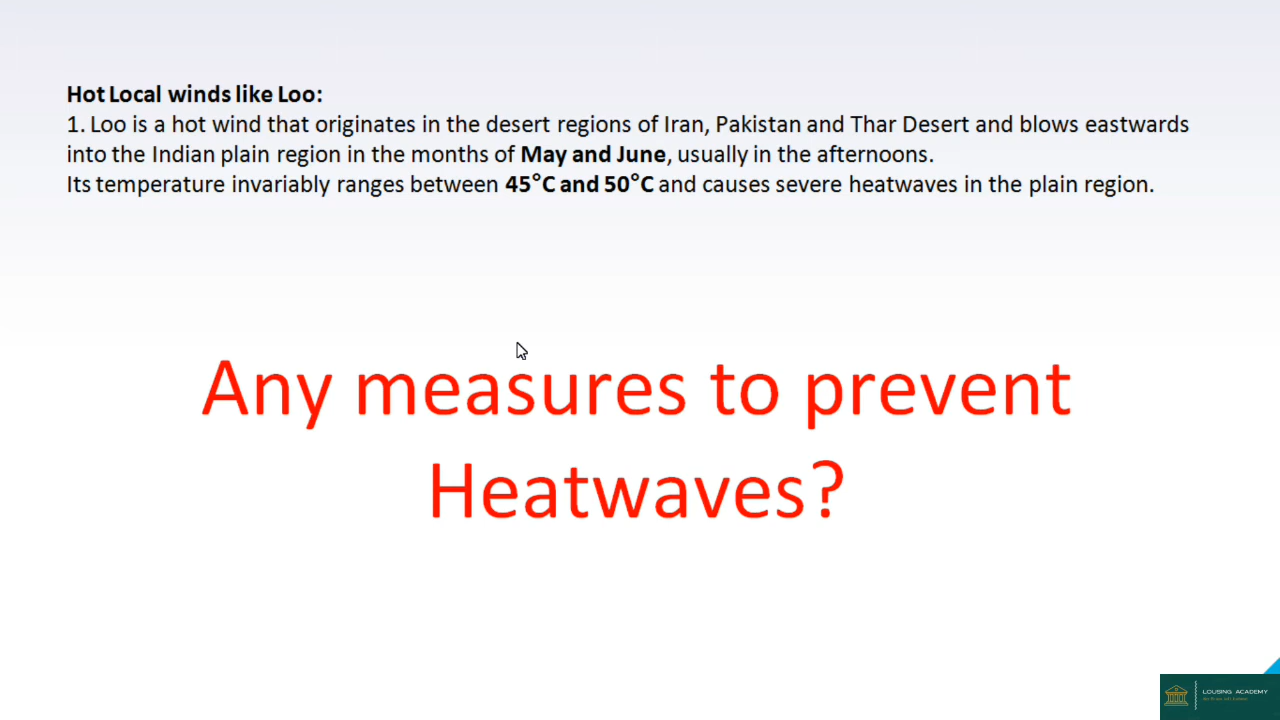 Hot Local winds like Loo:
1. Loo is a hot wind that originates in the desert regions of Iran, Pakistan and Thar Desert and blows eastwards
into the Indian plain region in the months of May and June, usually in the afternoons.
Its temperature invariably ranges between 45°C and 50°C and causes severe heatwaves in the plain region.
Any measures to prevent
Heatwaves?
LOUSING ACADEMY